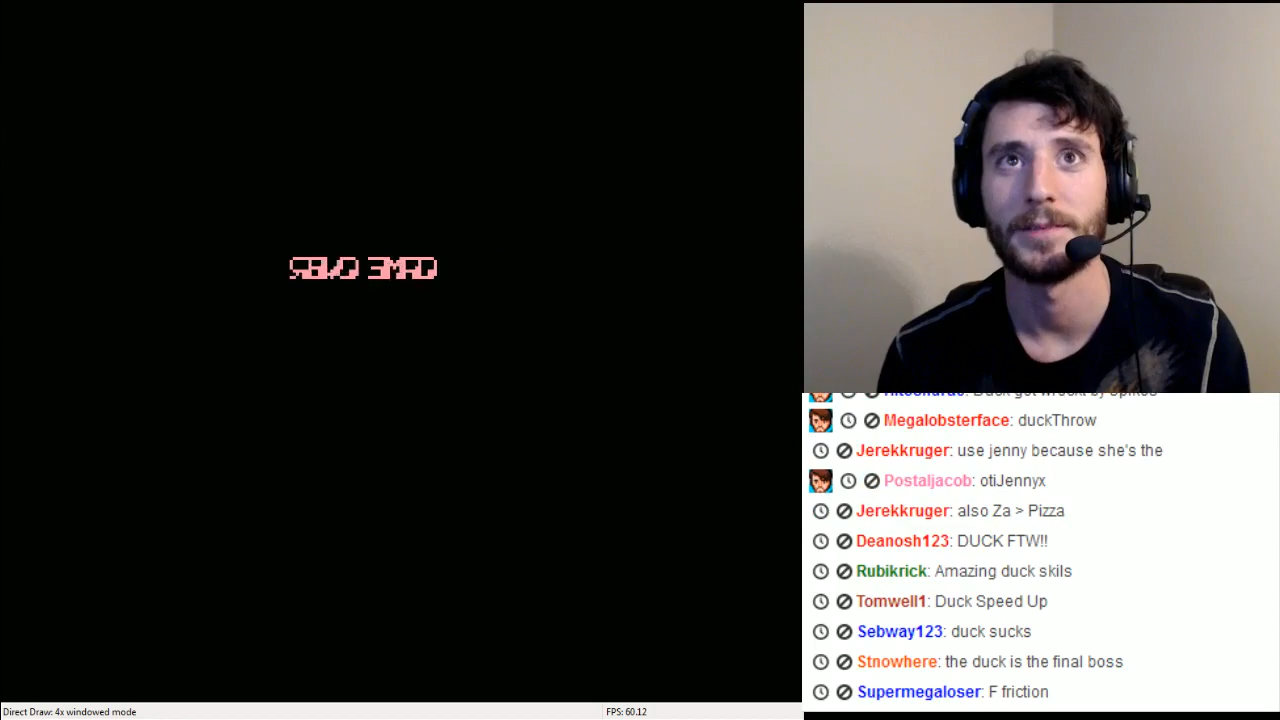 GAME OVER
Megalobsterface: duckThrow
Jerekkruger: use jenny because she's the
Postaljacob: otiJennyx
Jerekkruger: also Za > Pizza
Deanosh123: DUCK FTW!!
Rubikrick: Amazing duck skils
Tomwell1: Duck Speed Up
Sebway123: duck sucks
Stnowhere: the duck is the final boss
Supermegaloser: F friction
Direct Draw: 4x windowed mode
FPS: 60.12